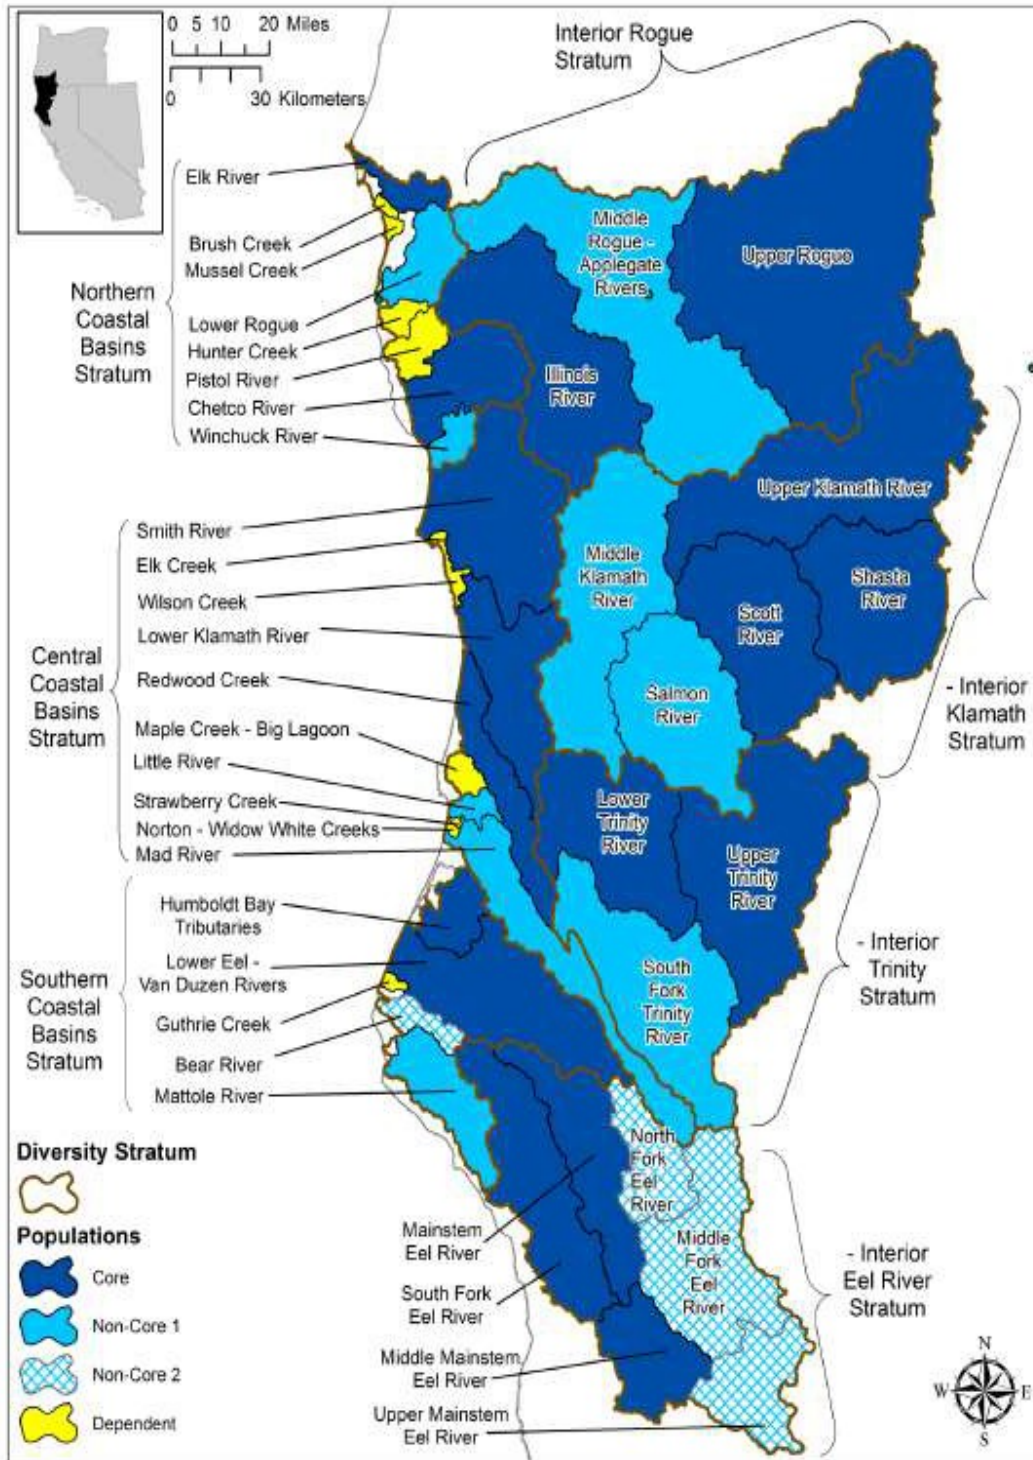 0 5 10 20 Miles
0 30 Kilometers
Interior Rogue
Stratum
Elk River
Brush Creek
Mussel Creek
Lower Rogue
Hunter Creek
Pistol River
Chetco River
Winchuck River
Northern
Coastal
Basins
Stratum
Middle
Rogue -
Applegate
Rivers
Upper Rogue
Illinois
River
Upper Klamath River
Smith River
Elk Creek
Wilson Creek
Lower Klamath River
Redwood Creek
Maple Creek - Big Lagoon
Little River
Strawberry Creek
Norton - Widow White Creeks
Mad River
Central
Coastal
Basins
Stratum
Middle
Klamath
River
Scott
River
Shasta
River
Salmon
River
- Interior
Klamath
Stratum
Lower
Trinity
River
Upper
Trinity
River
South
Fork
Trinity
River
- Interior
Trinity
Stratum
Humboldt Bay
Tributaries
Lower Eel -
Van Duzen Rivers
Guthrie Creek
Bear River
Mattole River
Southern
Coastal
Basins
Stratum
North
Fork
Eel
River
Middle
Fork
Eel
River
Mainstem
Eel River
South Fork
Eel River
Middle Mainstem
Eel River
Upper Mainstem
Eel River
- Interior
Eel River
Stratum
Diversity Stratum
Populations
Core
Non-Core 1
Non-Core 2
Dependent
N
W E
S